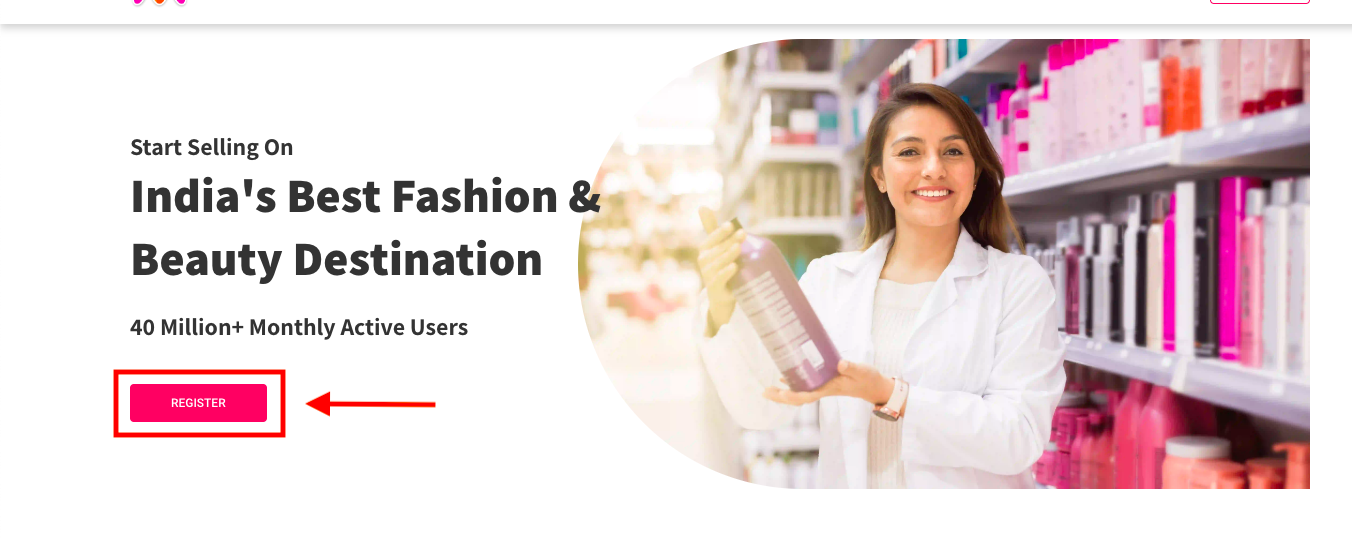 Start Selling On
India's Best Fashion &
Beauty Destination
40 Million+ Monthly Active Users
REGISTER